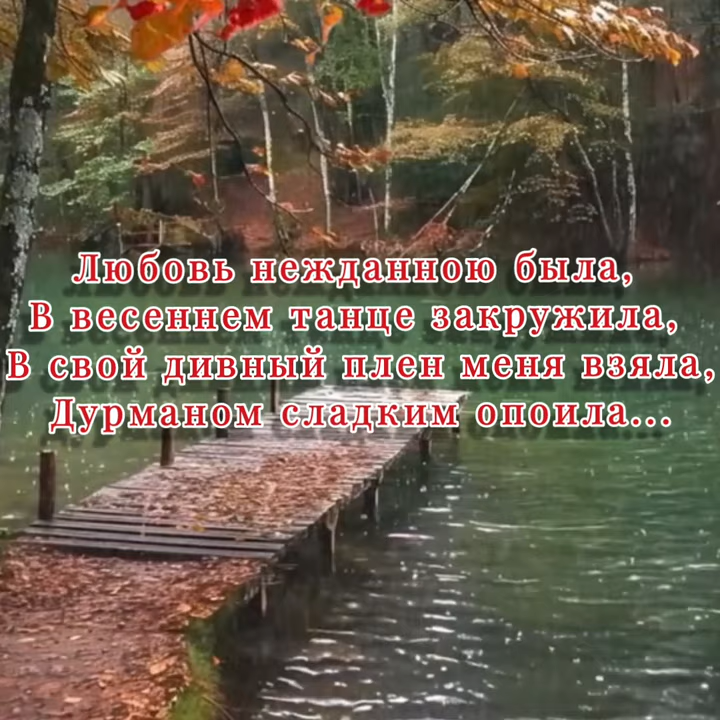 Любовь нежданною была,
В весеннем танце закружила,
В свой дивный плен меня взяла,
Дурманом сладким опоила...